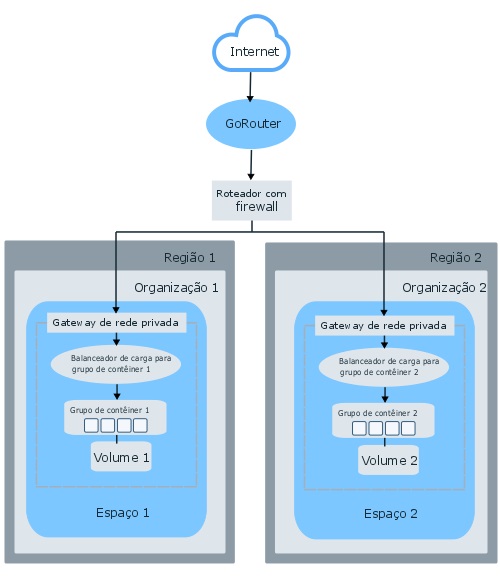 Internet
GoRouter
Roteador com
firewall
Região 1
Organização 1
Gateway de rede privada
Balanceador de carga para
grupo de contêiner 1
Grupo de contêiner 1
Volume 1
Espaço 1
Região 2
Organização 2
Gateway de rede privada
Balanceador de carga para
grupo de contêiner 2
Grupo de contêiner 2
Volume 2
Espaço 2